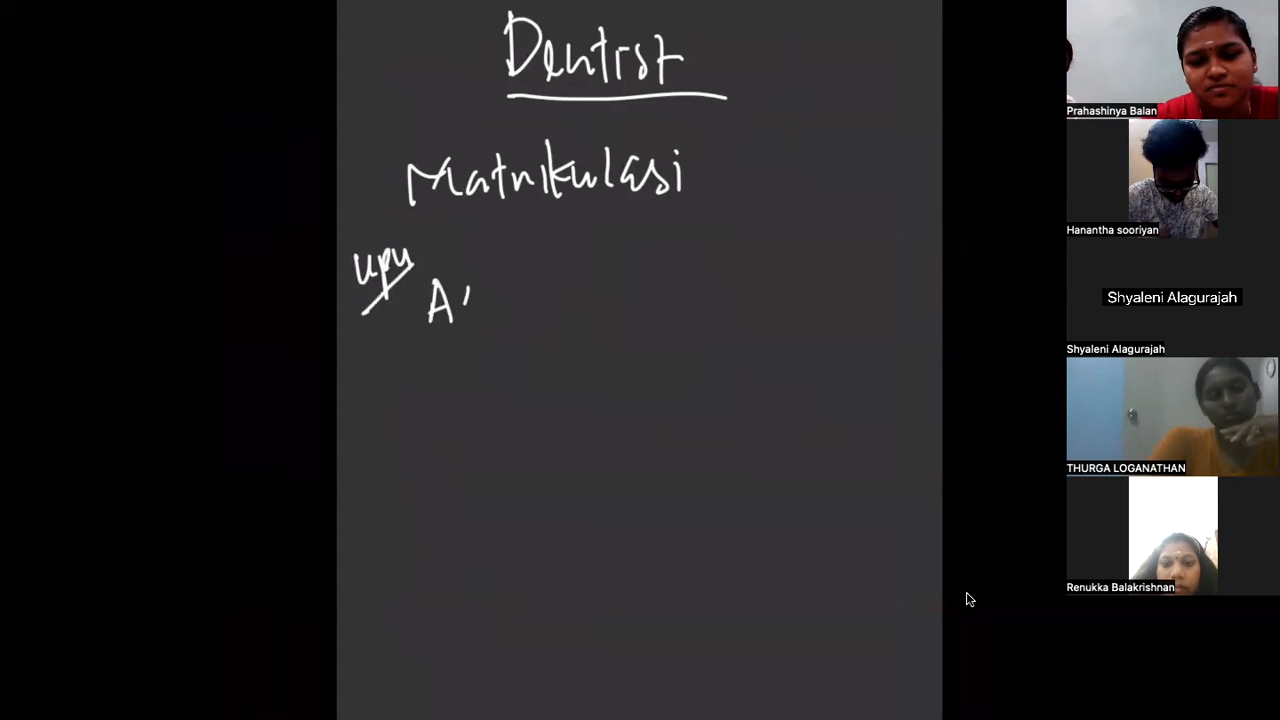 Dentist
Matrikulasi
upu
A'
Prahashinya Balan
Hanantha sooriyan
Shyaleni Alagurajah
Shyaleni Alagurajah
THURGA LOGANATHAN
Renukka Balakrishnan